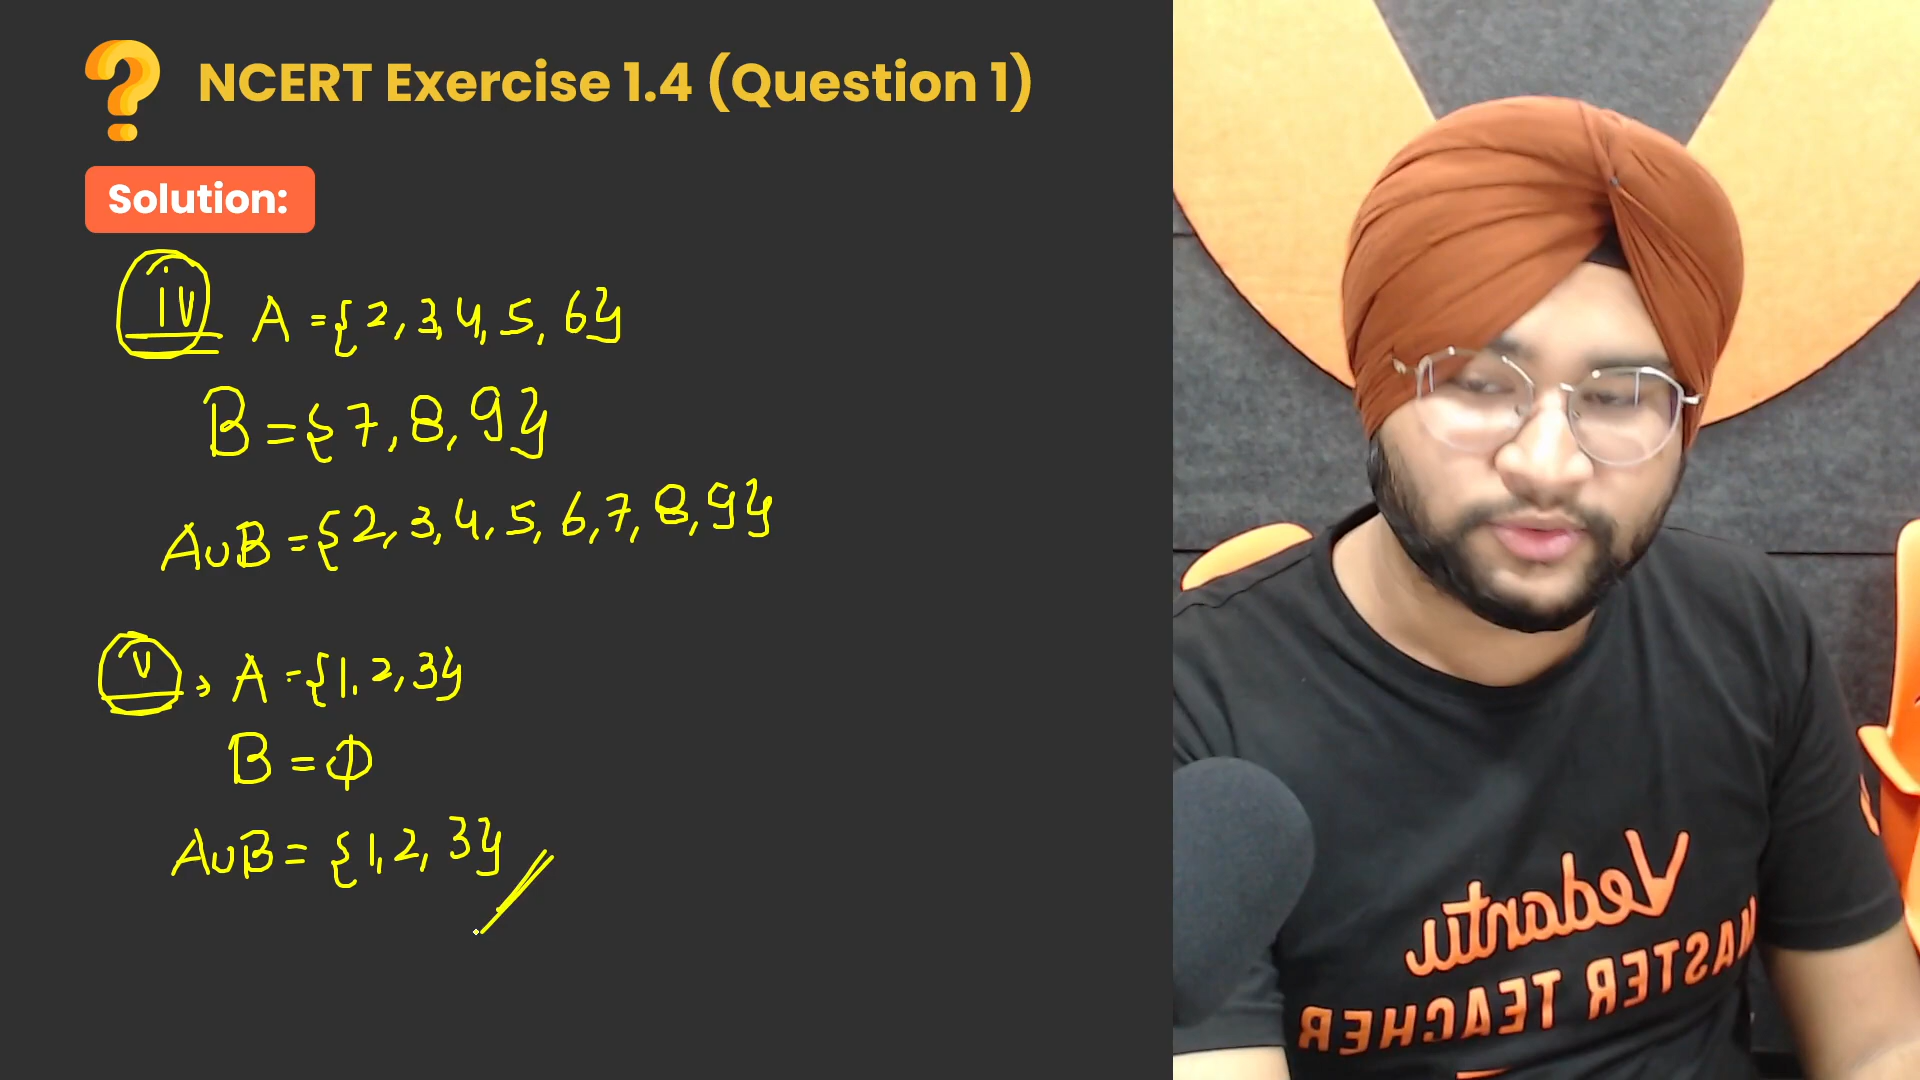 NCERT Exercise 1.4 (Question 1)
Solution:
iv A = {2, 3, 4, 5, 6}
B = {7, 8, 9}
A∪B = {2, 3, 4, 5, 6, 7, 8, 9}
v, A = {1, 2, 3}
B = Φ
A∪B = {1, 2, 3}
Vedantu
MASTER TEACHER